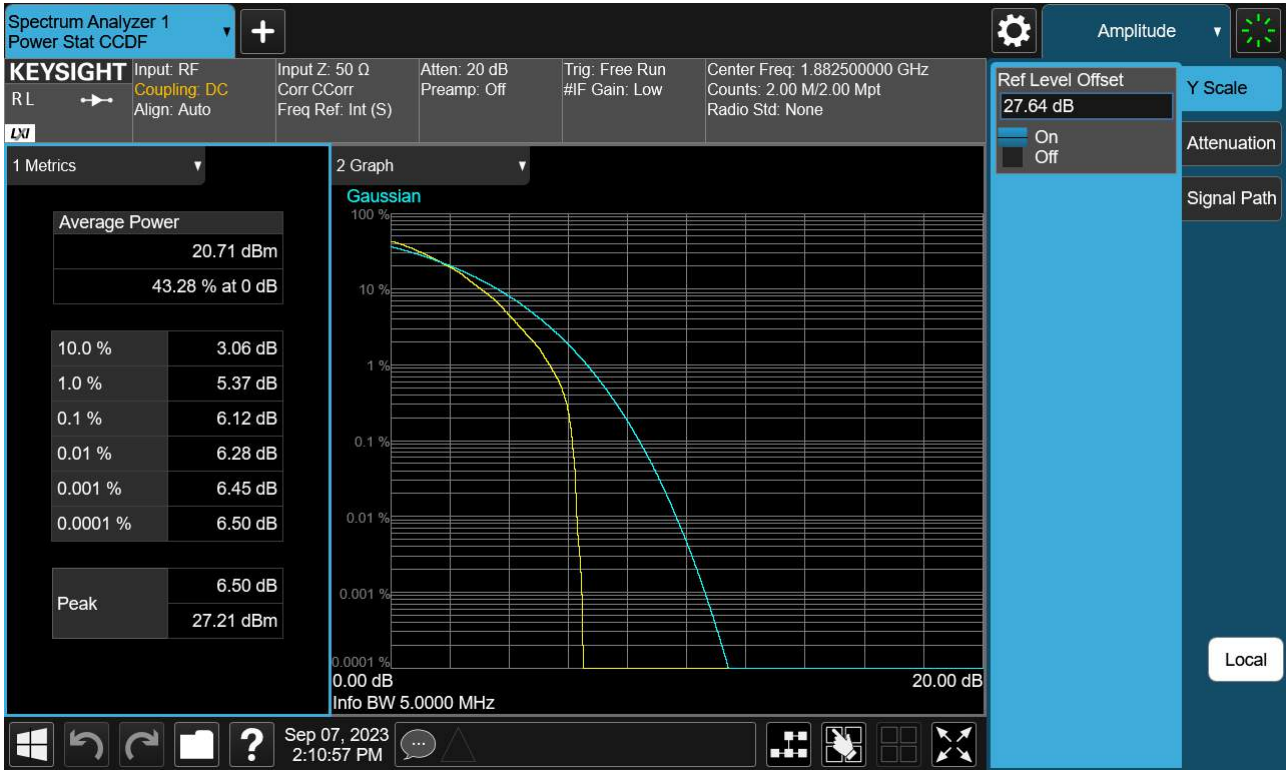 Spectrum Analyzer 1
Power Stat CCDF
Amplitude
KEYSIGHT
R L
LXI
Input: RF
Coupling: DC
Align: Auto
Input Z: 50 Ω
Corr CCorr
Freq Ref: Int (S)
Atten: 20 dB
Preamp: Off
Trig: Free Run
#IF Gain: Low
Center Freq: 1.882500000 GHz
Counts: 2.00 M/2.00 Mpt
Radio Std: None
Ref Level Offset
27.64 dB
On
Off
Y Scale
Attenuation
Signal Path
Local
1 Metrics
Average Power
20.71 dBm
43.28 % at 0 dB
10.0 % 3.06 dB
1.0 % 5.37 dB
0.1 % 6.12 dB
0.01 % 6.28 dB
0.001 % 6.45 dB
0.0001 % 6.50 dB
Peak
6.50 dB
27.21 dBm
2 Graph
Gaussian
100 %
10 %
1 %
0.1 %
0.01 %
0.001 %
0.0001 %
0.00 dB 20.00 dB
Info BW 5.0000 MHz
?
Sep 07, 2023
2:10:57 PM